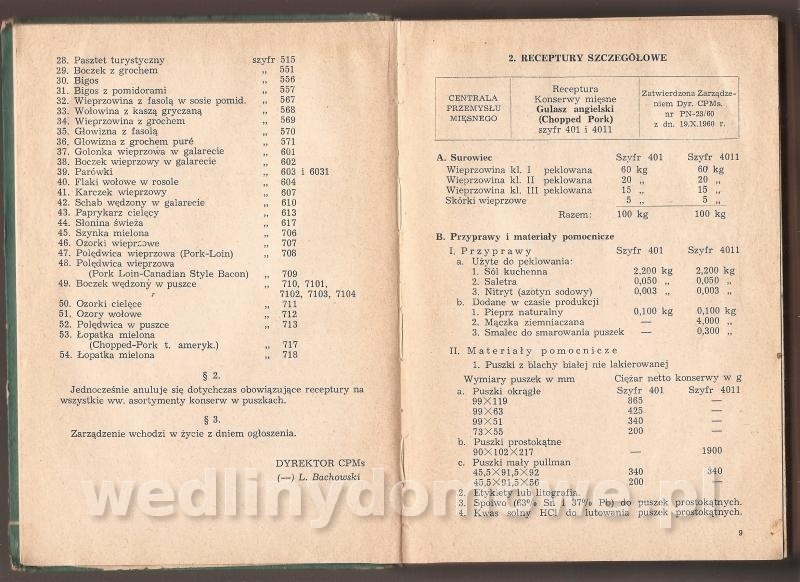 28. Pasztet turystyczny szyfr 515
29. Boczek z grochem „ 551
30. Bigos „ 556
31. Bigos z pomidorami „ 557
32. Wieprzowina z fasolą w sosie pomid. „ 567
33. Wołowina z kaszą gryczaną „ 568
34. Wieprzowina z grochem „ 569
35. Głowizna z fasolą „ 570
36. Głowizna z grochem puré „ 571
37. Golonka wieprzowa w galarecie „ 601
38. Boczek wieprzowy w galarecie „ 602
39. Parówki „ 603 i 6031
40. Flaki wołowe w rosole „ 604
41. Karczek wieprzowy „ 607
42. Schab wędzony w galarecie „ 610
43. Paprykarz cielęcy „ 613
44. Słonina świeża „ 617
45. Szynka mielona „ 706
46. Ozorki wieprzowe „ 707
47. Polędwica wieprzowa (Pork-Loin) „ 708
48. Polędwica wieprzowa
(Pork Loin-Canadian Style Bacon) „ 709
49. Boczek wędzony w puszce „ 710, 7101,
7102, 7103, 7104
50. Ozorki cielęce „ 711
51. Ozory wołowe „ 712
52. Polędwica w puszce „ 713
53. Łopatka mielona
(Chopped-Pork t. ameryk.) „ 717
54. Łopatka mielona „ 718
§ 2.
Jednocześnie anuluje się dotychczas obowiązujące receptury na
wszystkie ww. asortymenty konserw w puszkach.
§ 3.
Zarządzenie wchodzi w życie z dniem ogłoszenia.
DYREKTOR CPMs
(—) L. Bachowski
2. RECEPTURY SZCZEGÓŁOWE
CENTRALA
PRZEMYSŁU
MIĘSNEGO
Receptura
Konserwy mięsne
Gulasz angielski
(Chopped Pork)
szyfr 401 i 4011
Zatwierdzona Zarządze-
niem Dyr. CPMs.
nr PN-23/60
z dn. 19.X.1960 r.
A. Surowiec Szyfr 401 Szyfr 4011
Wieprzowina kl. I peklowana 60 kg 60 kg
Wieprzowina kl. II peklowana 20 „ 20 „
Wieprzowina kl. III peklowana 15 „ 15 „
Skórki wieprzowe 5 „ 5 „
Razem: 100 kg 100 kg
B. Przyprawy i materiały pomocnicze
I. Przyprawy Szyfr 401 Szyfr 4011
a. Użyte do peklowania:
1. Sól kuchenna 2,200 kg 2,200 kg
2. Saletra 0,050 „ 0,050 „
3. Nitryt (azotyn sodowy) 0,003 „ 0,003 „
b. Dodane w czasie produkcji
1. Pieprz naturalny 0,100 kg 0,100 kg
2. Mączka ziemniaczana — 4,000 „
3. Smalec do smarowania puszek — 0,300 „
II. Materiały pomocnicze
1. Puszki z blachy białej nie lakierowanej
Wymiary puszek w mm Ciężar netto konserwy w g
a. Puszki okrągłe Szyfr 401 Szyfr 4011
99×119 865 —
99×63 425 —
99×51 340 —
73×55 200 —
b. Puszki prostokątne
90×102×217 — 1900
c. Puszki mały pullman
45,5×91,5×92 340 340
45,5×91,5×56 200 —
2. Etykiety lub litografia.
3. Spoiwo (63% Sn i 37% Pb) do puszek prostokątnych.
4. Kwas solny HCl do lutowania puszek prostokątnych.
9
wedlinydomowe.pl